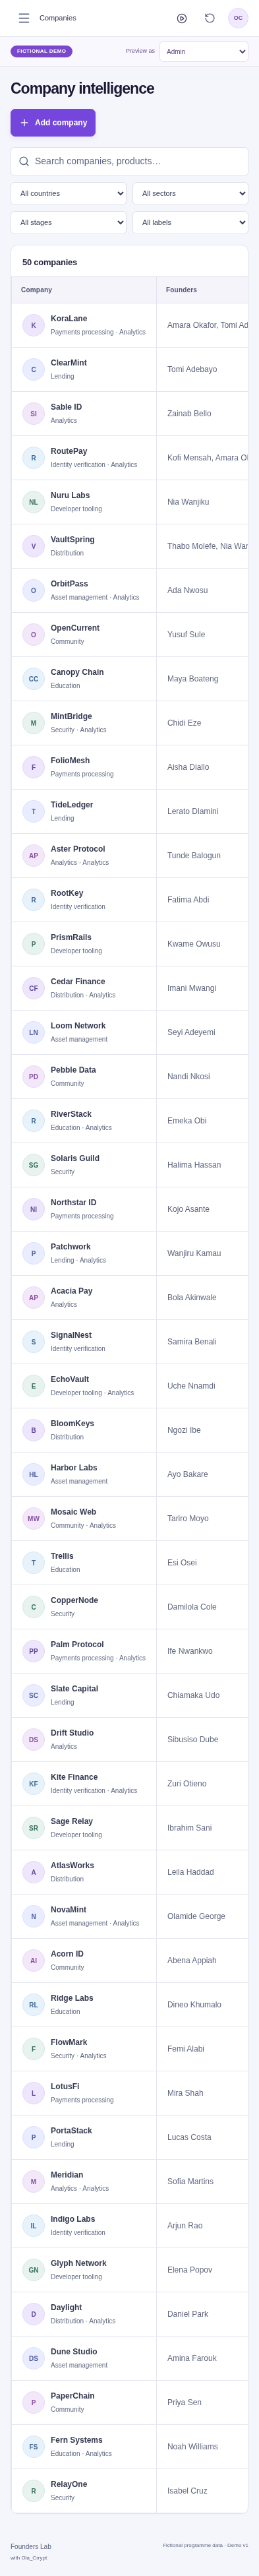 Companies
OC
FICTIONAL DEMO
Preview as
Admin
Company intelligence
Add company
Search companies, products…
All countries
All sectors
All stages
All labels
50 companies
Company
Founders
K
KoraLane
Payments processing · Analytics
Amara Okafor, Tomi Ad
C
ClearMint
Lending
Tomi Adebayo
SI
Sable ID
Analytics
Zainab Bello
R
RoutePay
Identity verification · Analytics
Kofi Mensah, Amara O
NL
Nuru Labs
Developer tooling
Nia Wanjiku
V
VaultSpring
Distribution
Thabo Molefe, Nia Wan
O
OrbitPass
Asset management · Analytics
Ada Nwosu
O
OpenCurrent
Community
Yusuf Sule
CC
Canopy Chain
Education
Maya Boateng
M
MintBridge
Security · Analytics
Chidi Eze
F
FolioMesh
Payments processing
Aisha Diallo
T
TideLedger
Lending
Lerato Dlamini
AP
Aster Protocol
Analytics · Analytics
Tunde Balogun
R
RootKey
Identity verification
Fatima Abdi
P
PrismRails
Developer tooling
Kwame Owusu
CF
Cedar Finance
Distribution · Analytics
Imani Mwangi
LN
Loom Network
Asset management
Seyi Adeyemi
PD
Pebble Data
Community
Nandi Nkosi
R
RiverStack
Education · Analytics
Emeka Obi
SG
Solaris Guild
Security
Halima Hassan
NI
Northstar ID
Payments processing
Kojo Asante
P
Patchwork
Lending · Analytics
Wanjiru Kamau
AP
Acacia Pay
Analytics
Bola Akinwale
S
SignalNest
Identity verification
Samira Benali
E
EchoVault
Developer tooling · Analytics
Uche Nnamdi
B
BloomKeys
Distribution
Ngozi Ibe
HL
Harbor Labs
Asset management
Ayo Bakare
MW
Mosaic Web
Community · Analytics
Tariro Moyo
T
Trellis
Education
Esi Osei
C
CopperNode
Security
Damilola Cole
PP
Palm Protocol
Payments processing · Analytics
Ife Nwankwo
SC
Slate Capital
Lending
Chiamaka Udo
DS
Drift Studio
Analytics
Sibusiso Dube
KF
Kite Finance
Identity verification · Analytics
Zuri Otieno
SR
Sage Relay
Developer tooling
Ibrahim Sani
A
AtlasWorks
Distribution
Leila Haddad
N
NovaMint
Asset management · Analytics
Olamide George
AI
Acorn ID
Community
Abena Appiah
RL
Ridge Labs
Education
Dineo Khumalo
F
FlowMark
Security · Analytics
Femi Alabi
L
LotusFi
Payments processing
Mira Shah
P
PortaStack
Lending
Lucas Costa
M
Meridian
Analytics · Analytics
Sofia Martins
IL
Indigo Labs
Identity verification
Arjun Rao
GN
Glyph Network
Developer tooling
Elena Popov
D
Daylight
Distribution · Analytics
Daniel Park
DS
Dune Studio
Asset management
Amina Farouk
P
PaperChain
Community
Priya Sen
FS
Fern Systems
Education · Analytics
Noah Williams
R
RelayOne
Security
Isabel Cruz
Founders Lab
with Ola_Crrypt
Fictional programme data · Demo v1